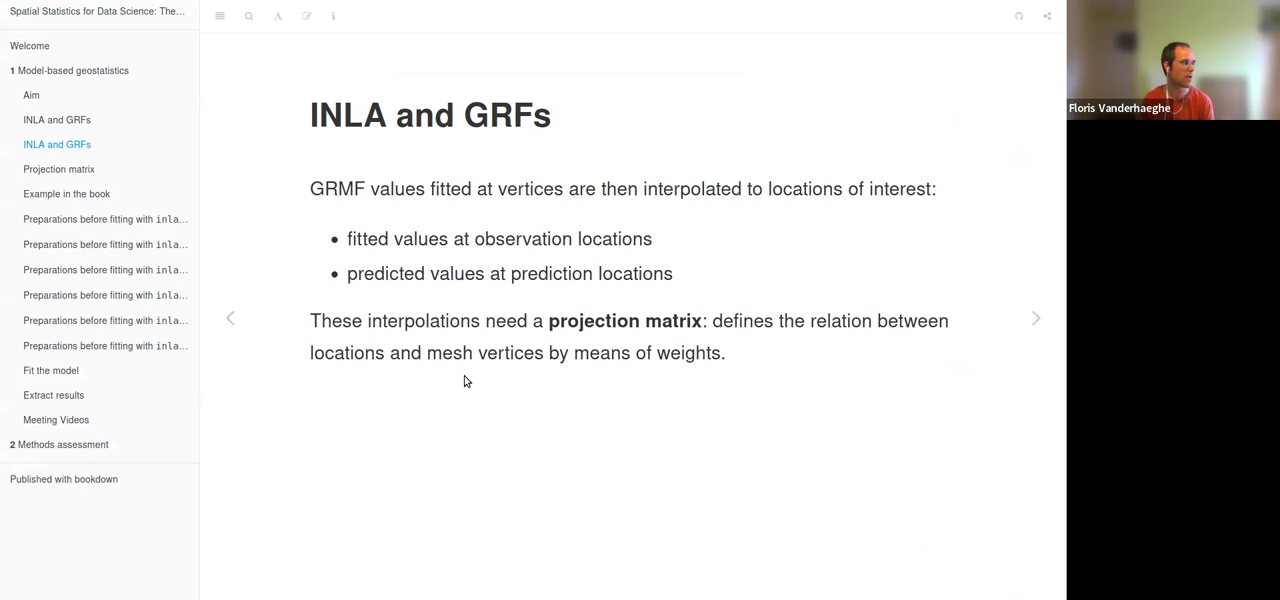 Spatial Statistics for Data Science: The...
Welcome
1 Model-based geostatistics
Aim
INLA and GRFs
INLA and GRFs
Projection matrix
Example in the book
Preparations before fitting with inla...
Preparations before fitting with inla...
Preparations before fitting with inla...
Preparations before fitting with inla...
Preparations before fitting with inla...
Preparations before fitting with inla...
Fit the model
Extract results
Meeting Videos
2 Methods assessment
Published with bookdown
INLA and GRFs
GRMF values fitted at vertices are then interpolated to locations of interest:
• fitted values at observation locations
• predicted values at prediction locations
These interpolations need a projection matrix: defines the relation between
locations and mesh vertices by means of weights.
Floris Vanderhaeghe